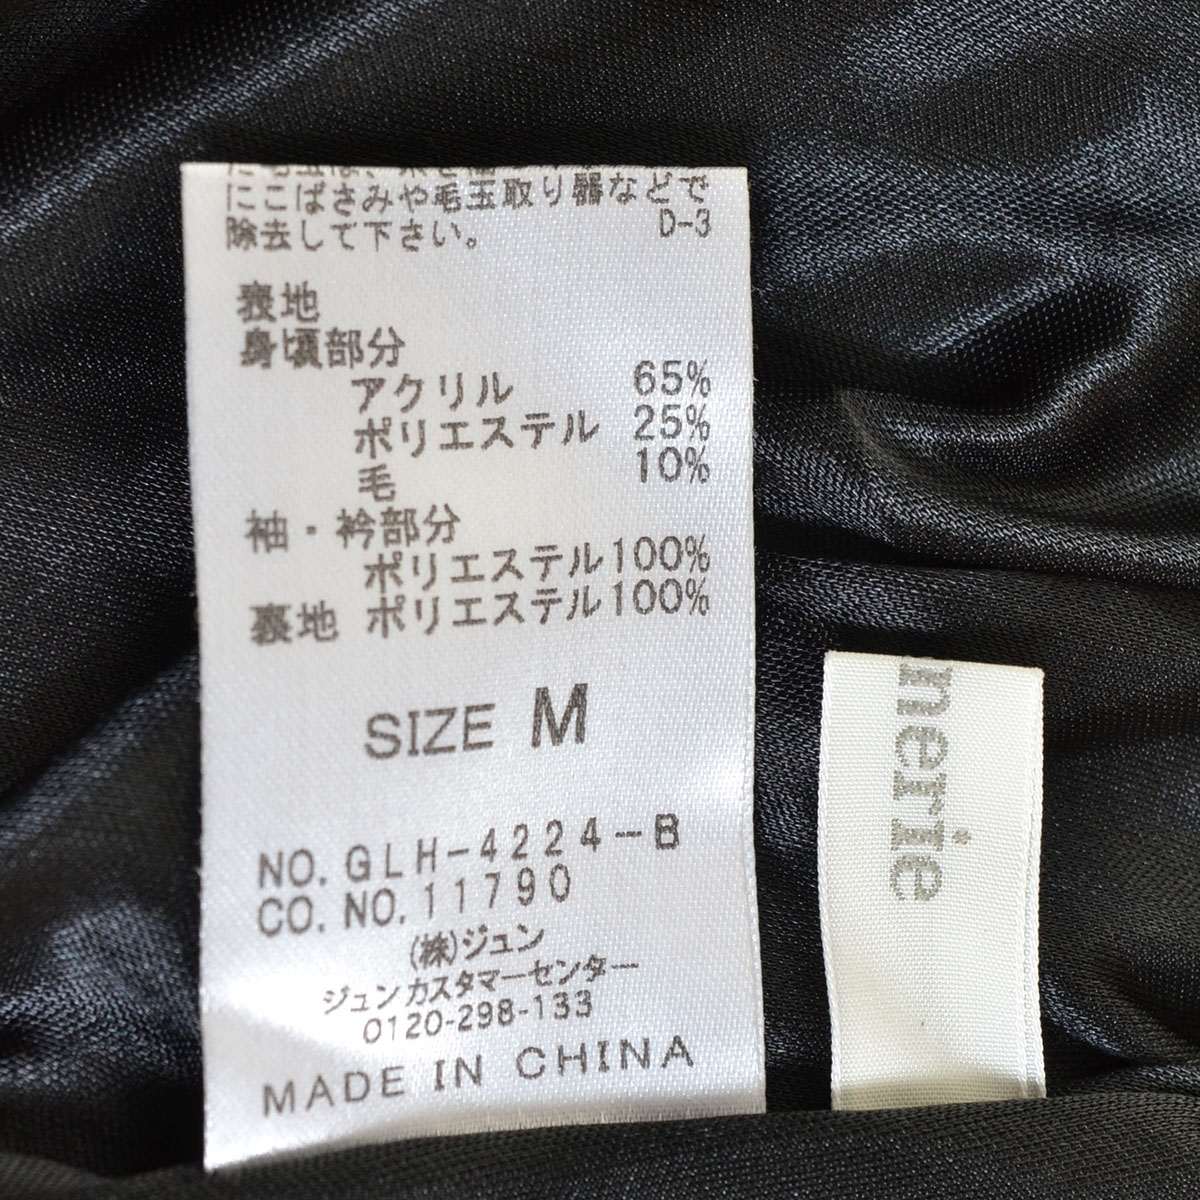 にこばさみや毛玉取り器などで
除去して下さい。 D-3
表地
身頃部分
アクリル 65%
ポリエステル 25%
毛 10%
袖・衿部分
ポリエステル100%
裏地 ポリエステル100%
SIZE M
NO. GLH-4224-B
CO. NO. 11790
(株)ジュン
ジュンカスタマーセンター
0120-298-133
MADE IN CHINA
nerie